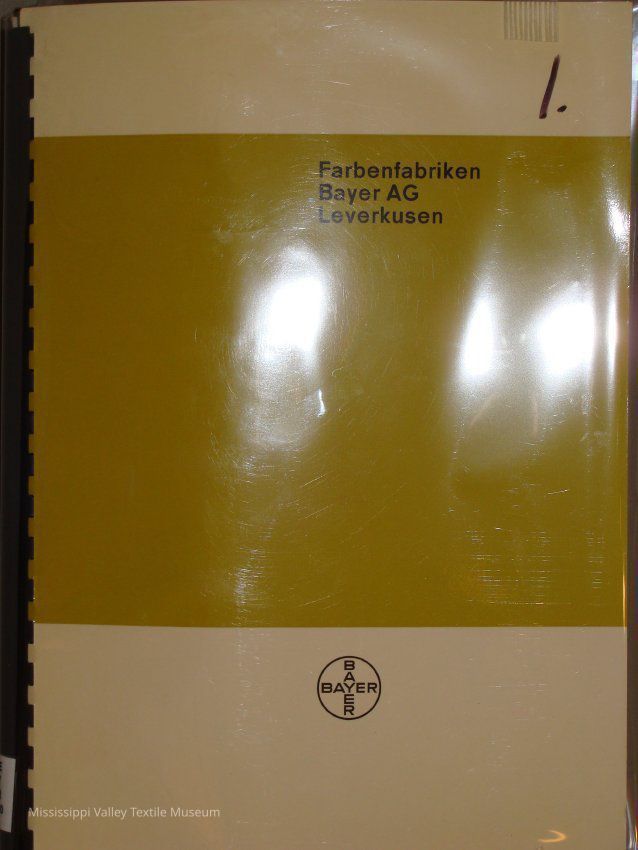 1.
Farbenfabriken
Bayer AG
Leverkusen
BAYER
BAYER
Mississippi Valley Textile Museum